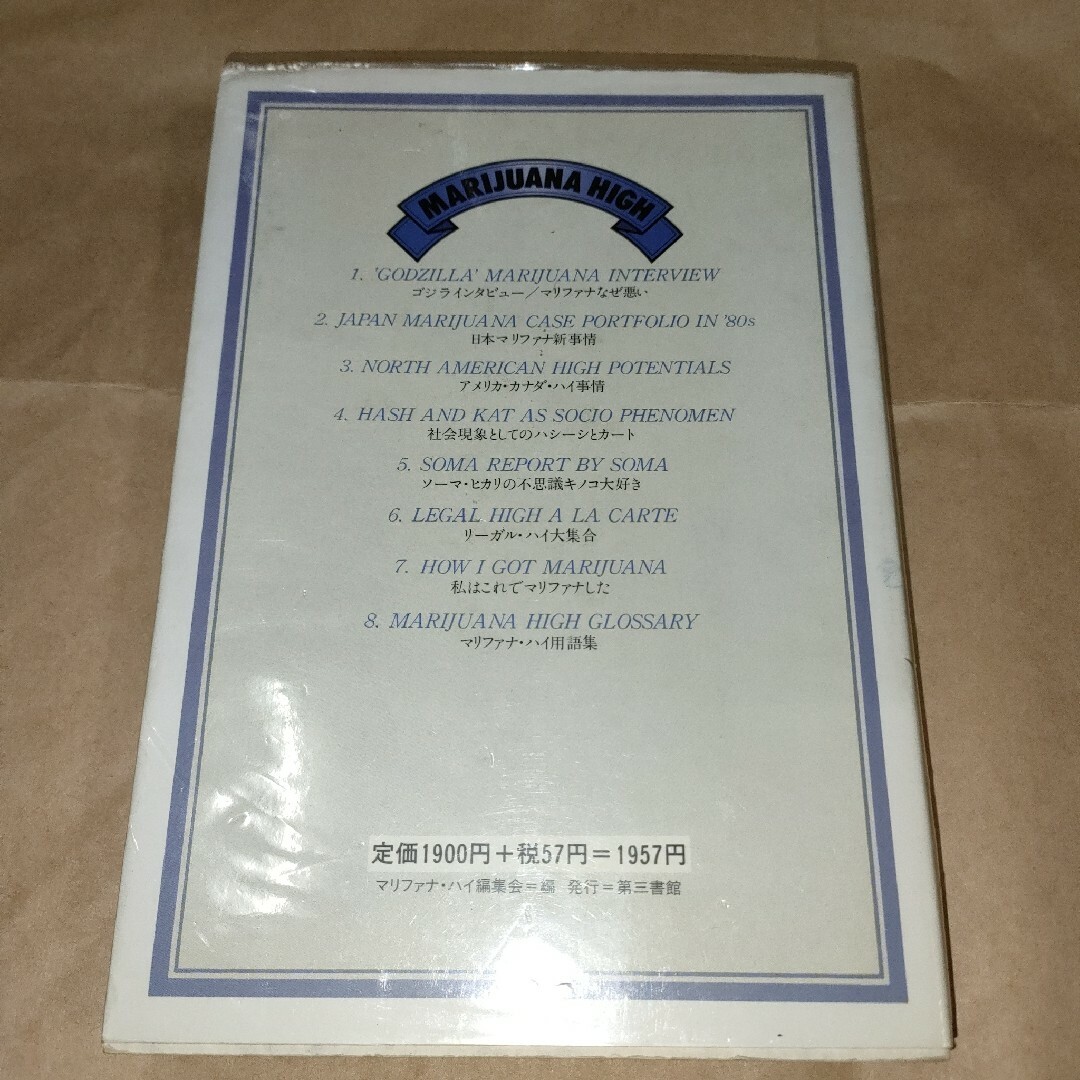 MARIJUANA HIGH
1. 'GODZILLA' MARIJUANA INTERVIEW
ゴジラインタビュー／マリファナなぜ悪い
2. JAPAN MARIJUANA CASE PORTFOLIO IN '80s
日本マリファナ新事情
3. NORTH AMERICAN HIGH POTENTIALS
アメリカ・カナダ・ハイ事情
4. HASH AND KAT AS SOCIO PHENOMEN
社会現象としてのハシーシとカート
5. SOMA REPORT BY SOMA
ソーマ・ヒカリの不思議キノコ大好き
6. LEGAL HIGH A LA CARTE
リーガル・ハイ大集合
7. HOW I GOT MARIJUANA
私はこれでマリファナした
8. MARIJUANA HIGH GLOSSARY
マリファナ・ハイ用語集
定価1900円＋税57円＝1957円
マリファナ・ハイ編集会＝編 発行＝第三書館